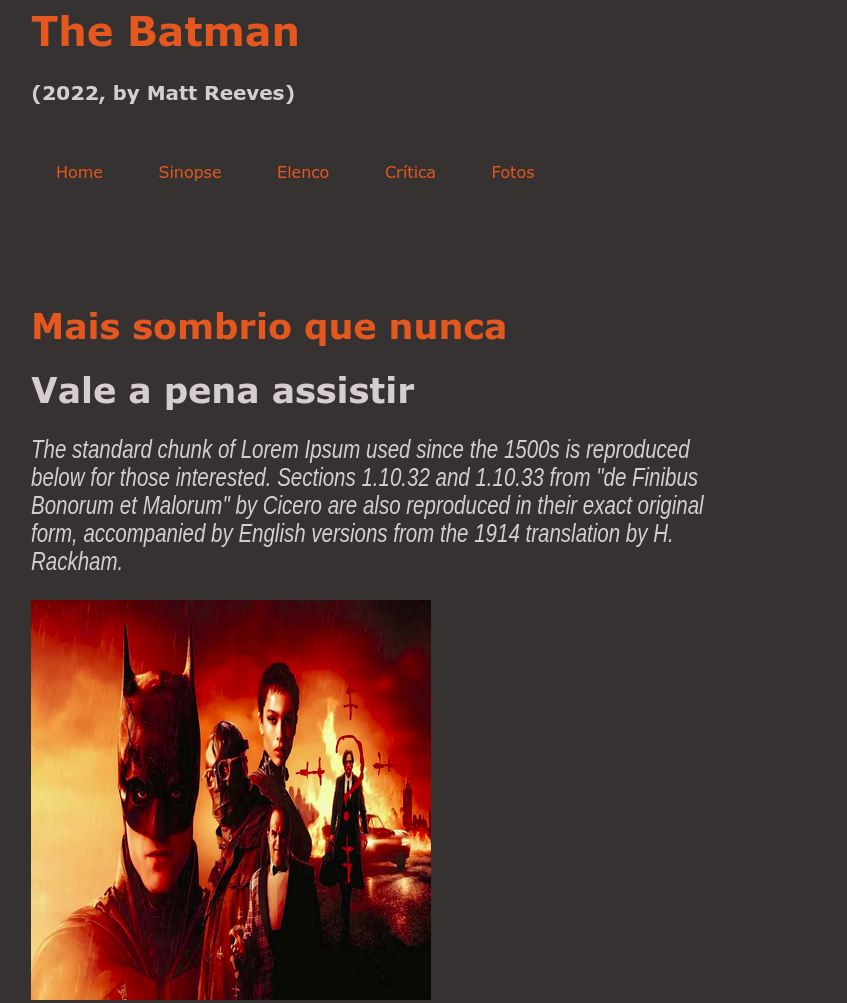 The Batman
(2022, by Matt Reeves)
Home Sinopse Elenco Crítica Fotos
Mais sombrio que nunca
Vale a pena assistir
The standard chunk of Lorem Ipsum used since the 1500s is reproduced
below for those interested. Sections 1.10.32 and 1.10.33 from "de Finibus
Bonorum et Malorum" by Cicero are also reproduced in their exact original
form, accompanied by English versions from the 1914 translation by H.
Rackham.